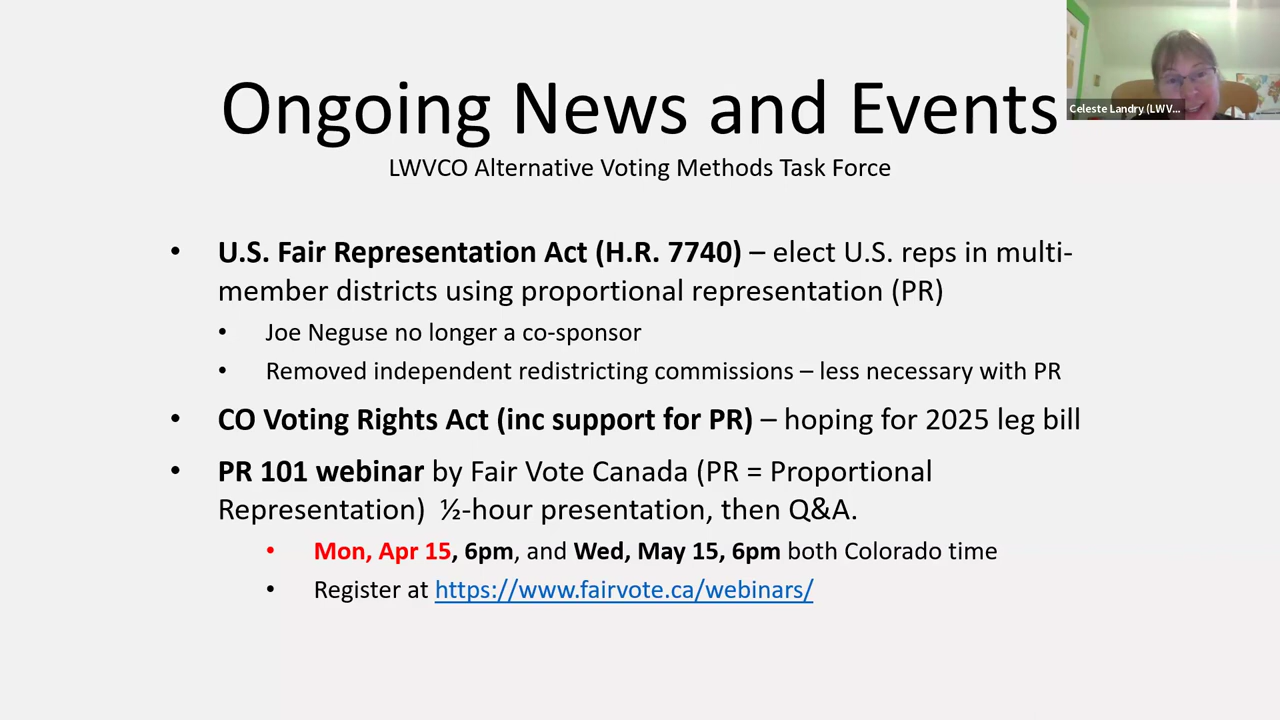 Ongoing News and Events
Celeste Landry (LWV...
LWVCO Alternative Voting Methods Task Force
• U.S. Fair Representation Act (H.R. 7740) – elect U.S. reps in multi-
member districts using proportional representation (PR)
• Joe Neguse no longer a co-sponsor
• Removed independent redistricting commissions – less necessary with PR
• CO Voting Rights Act (inc support for PR) – hoping for 2025 leg bill
• PR 101 webinar by Fair Vote Canada (PR = Proportional
Representation) ½-hour presentation, then Q&A.
• Mon, Apr 15, 6pm, and Wed, May 15, 6pm both Colorado time
• Register at https://www.fairvote.ca/webinars/